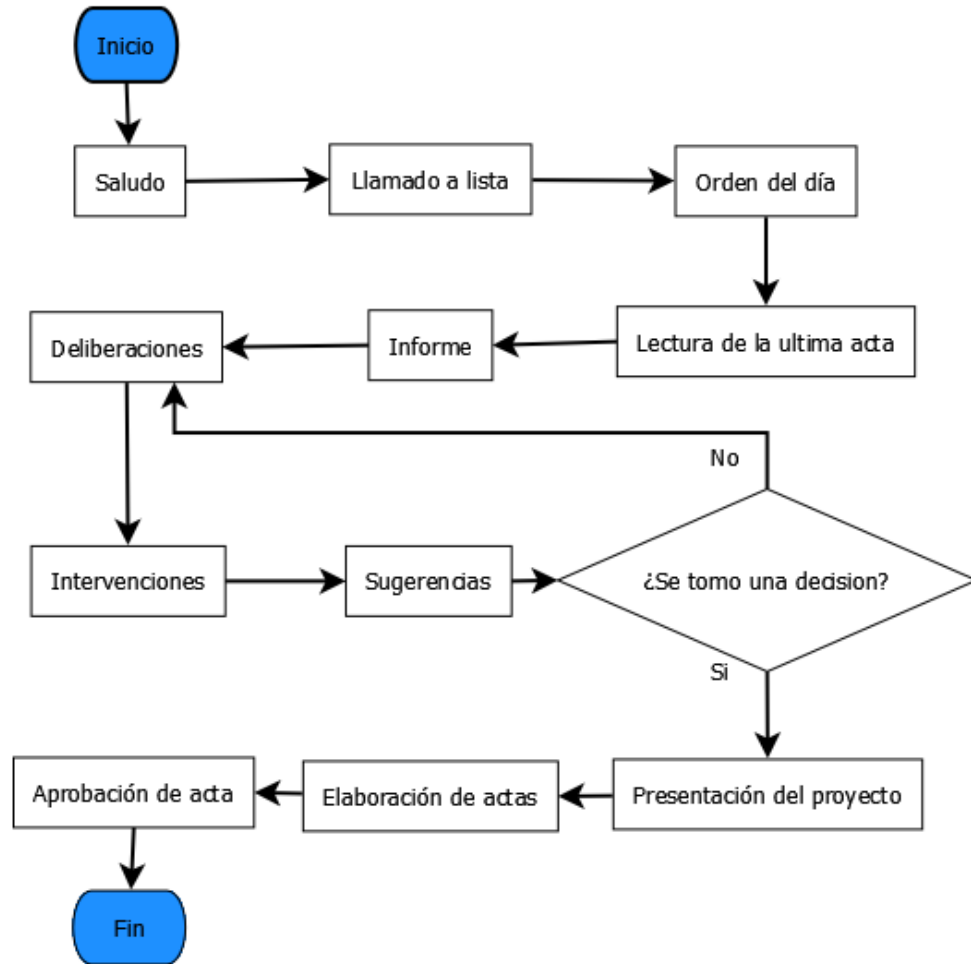 Inicio
Saludo
Llamado a lista
Orden del día
Lectura de la ultima acta
Informe
Deliberaciones
Intervenciones
Sugerencias
¿Se tomo una decision?
No
Si
Presentación del proyecto
Elaboración de actas
Aprobación de acta
Fin